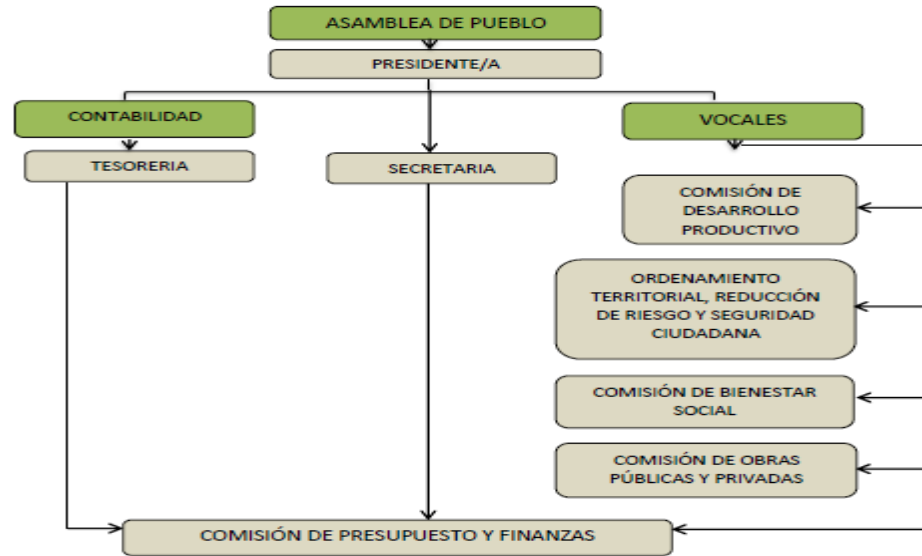 ASAMBLEA DE PUEBLO
PRESIDENTE/A
CONTABILIDAD
VOCALES
TESORERIA
SECRETARIA
COMISIÓN DE
DESARROLLO
PRODUCTIVO
ORDENAMIENTO
TERRITORIAL, REDUCCIÓN
DE RIESGO Y SEGURIDAD
CIUDADANA
COMISIÓN DE BIENESTAR
SOCIAL
COMISIÓN DE OBRAS
PÚBLICAS Y PRIVADAS
COMISIÓN DE PRESUPUESTO Y FINANZAS